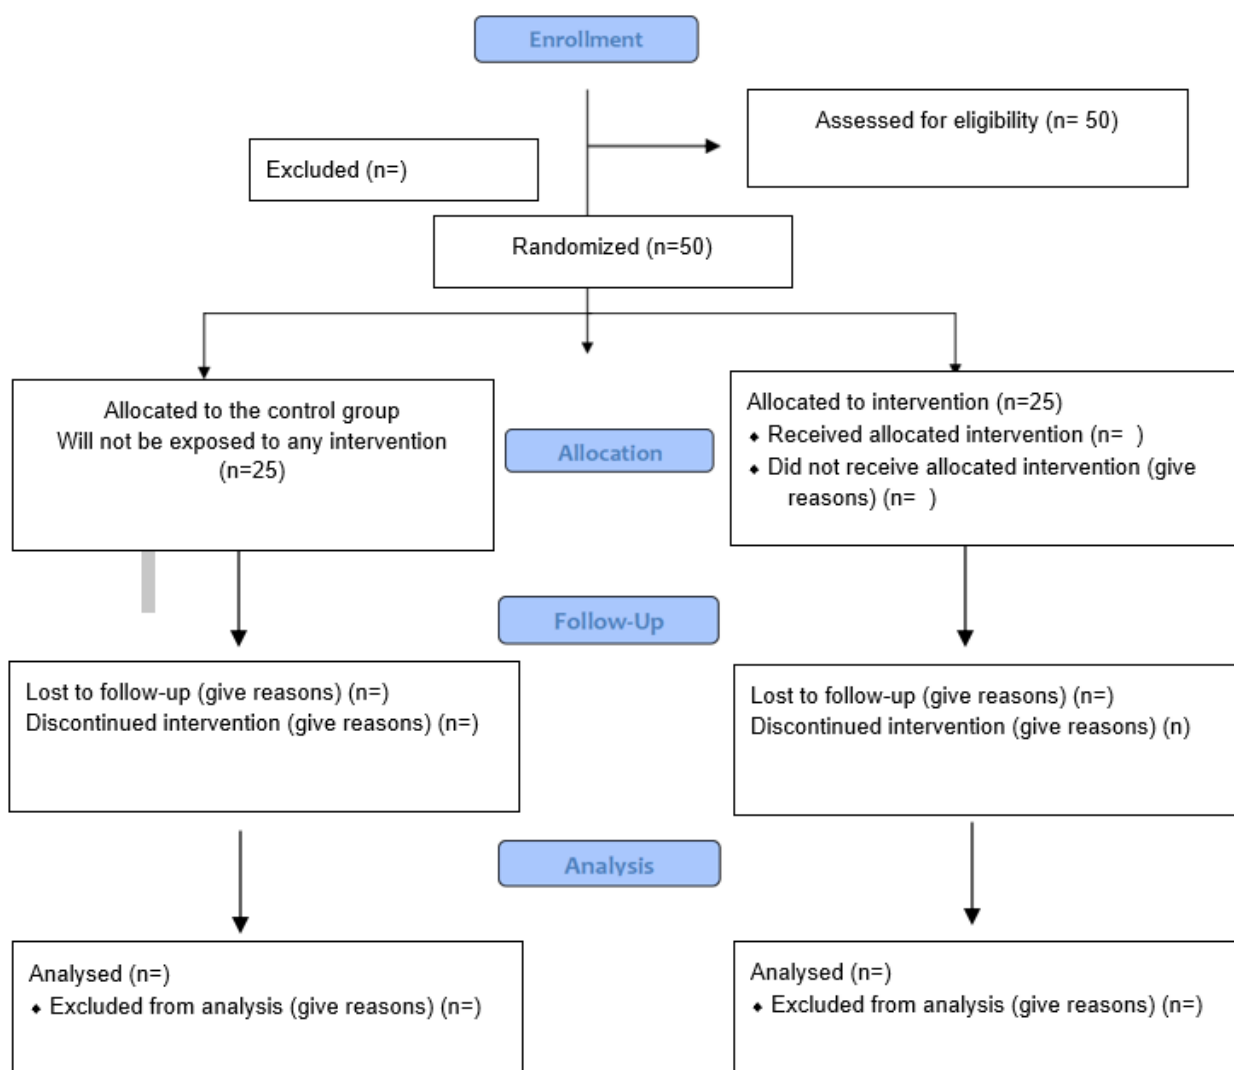 Enrollment
Assessed for eligibility (n= 50)
Excluded (n=)
Randomized (n=50)
Allocated to the control group
Will not be exposed to any intervention
(n=25)
Allocated to intervention (n=25)
⬥ Received allocated intervention (n=  )
⬥ Did not receive allocated intervention (give
reasons) (n=  )
Allocation
Follow-Up
Lost to follow-up (give reasons) (n=)
Discontinued intervention (give reasons) (n=)
Lost to follow-up (give reasons) (n=)
Discontinued intervention (give reasons) (n)
Analysis
Analysed (n=)
⬥ Excluded from analysis (give reasons) (n=)
Analysed (n=)
⬥ Excluded from analysis (give reasons) (n=)